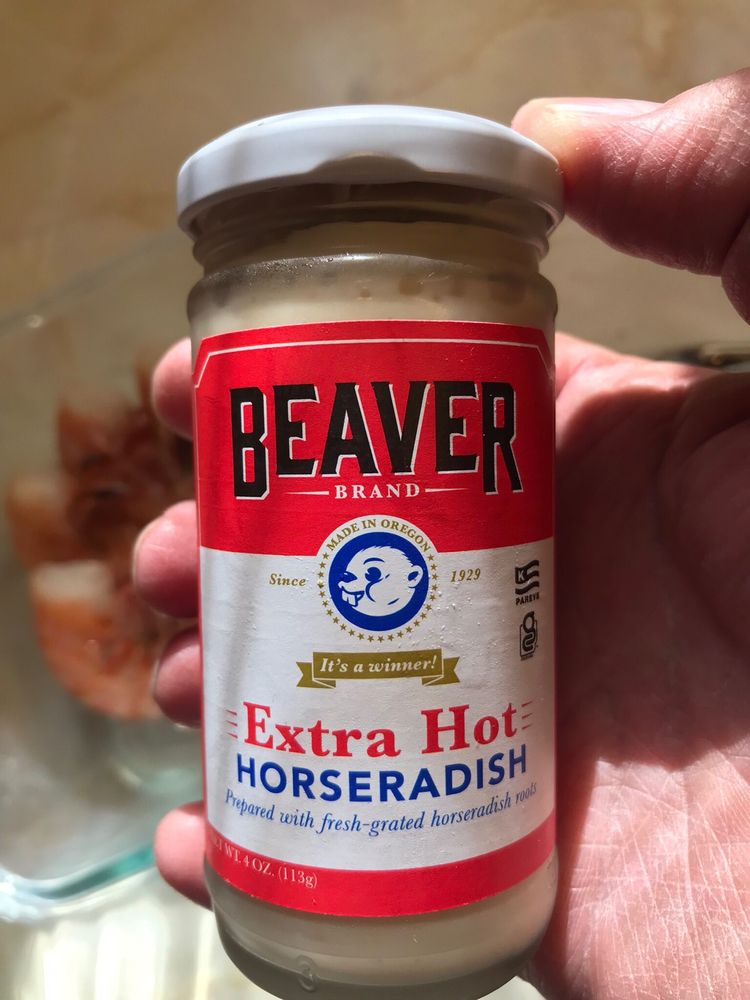 BEAVER
BRAND
MADE IN OREGON
Since 1929
K
PAREVE
It's a winner!
Extra Hot
HORSERADISH
Prepared with fresh-grated horseradish roots
WT. 4 OZ. (113g)